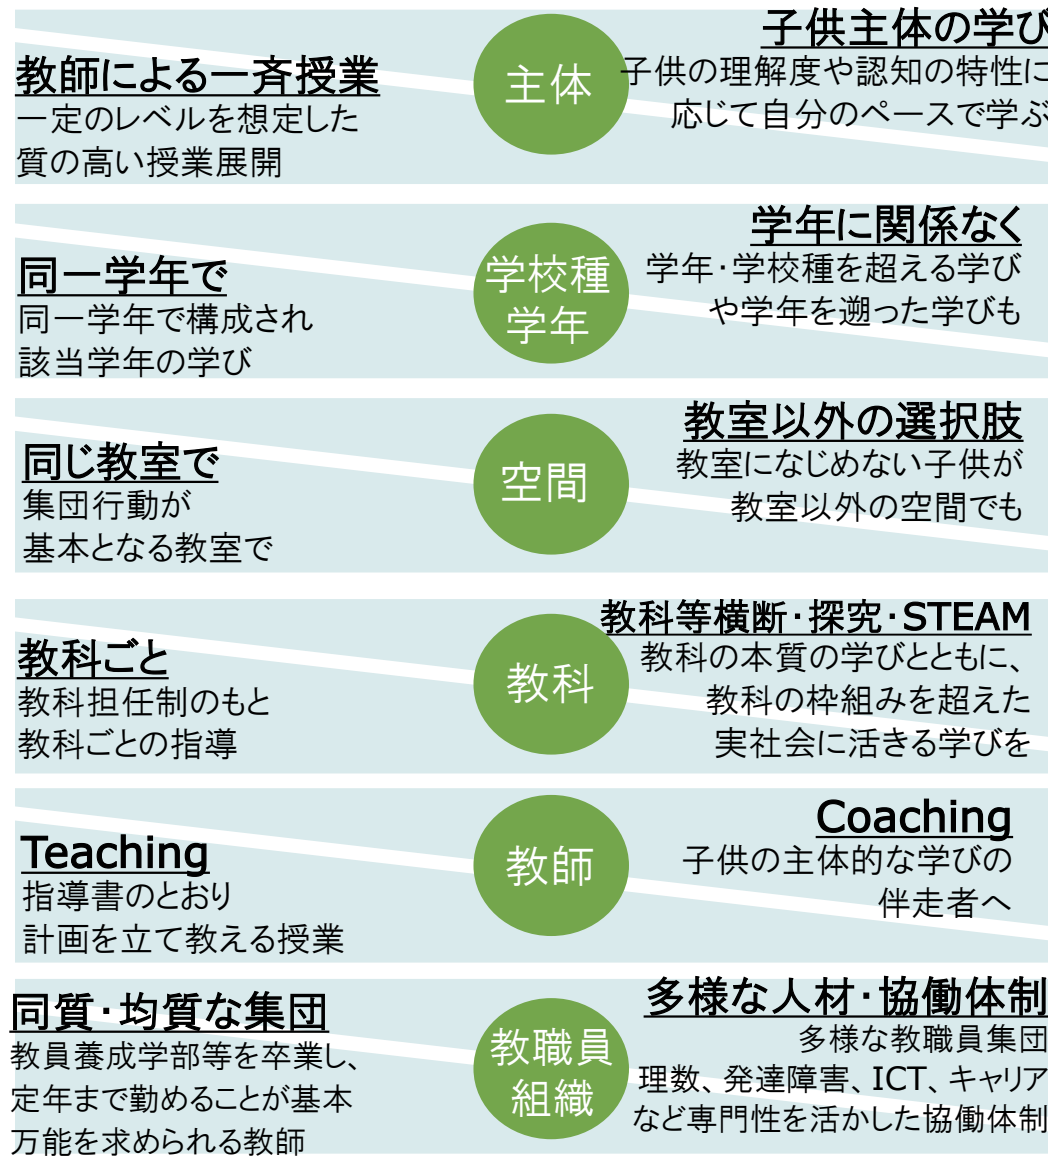 教師による一斉授業
一定のレベルを想定した
質の高い授業展開
主体
子供主体の学び
子供の理解度や認知の特性に
応じて自分のペースで学ぶ
同一学年で
同一学年で構成され
該当学年の学び
学校種
学年
学年に関係なく
学年・学校種を超える学び
や学年を遡った学びも
同じ教室で
集団行動が
基本となる教室で
空間
教室以外の選択肢
教室になじめない子供が
教室以外の空間でも
教科ごと
教科担任制のもと
教科ごとの指導
教科
教科等横断・探究・STEAM
教科の本質の学びとともに、
教科の枠組みを超えた
実社会に活きる学びを
Teaching
指導書のとおり
計画を立て教える授業
教師
Coaching
子供の主体的な学びの
伴走者へ
同質・均質な集団
教員養成学部等を卒業し、
定年まで勤めることが基本
万能を求められる教師
教職員
組織
多様な人材・協働体制
多様な教職員集団
理数、発達障害、ICT、キャリア
など専門性を活かした協働体制